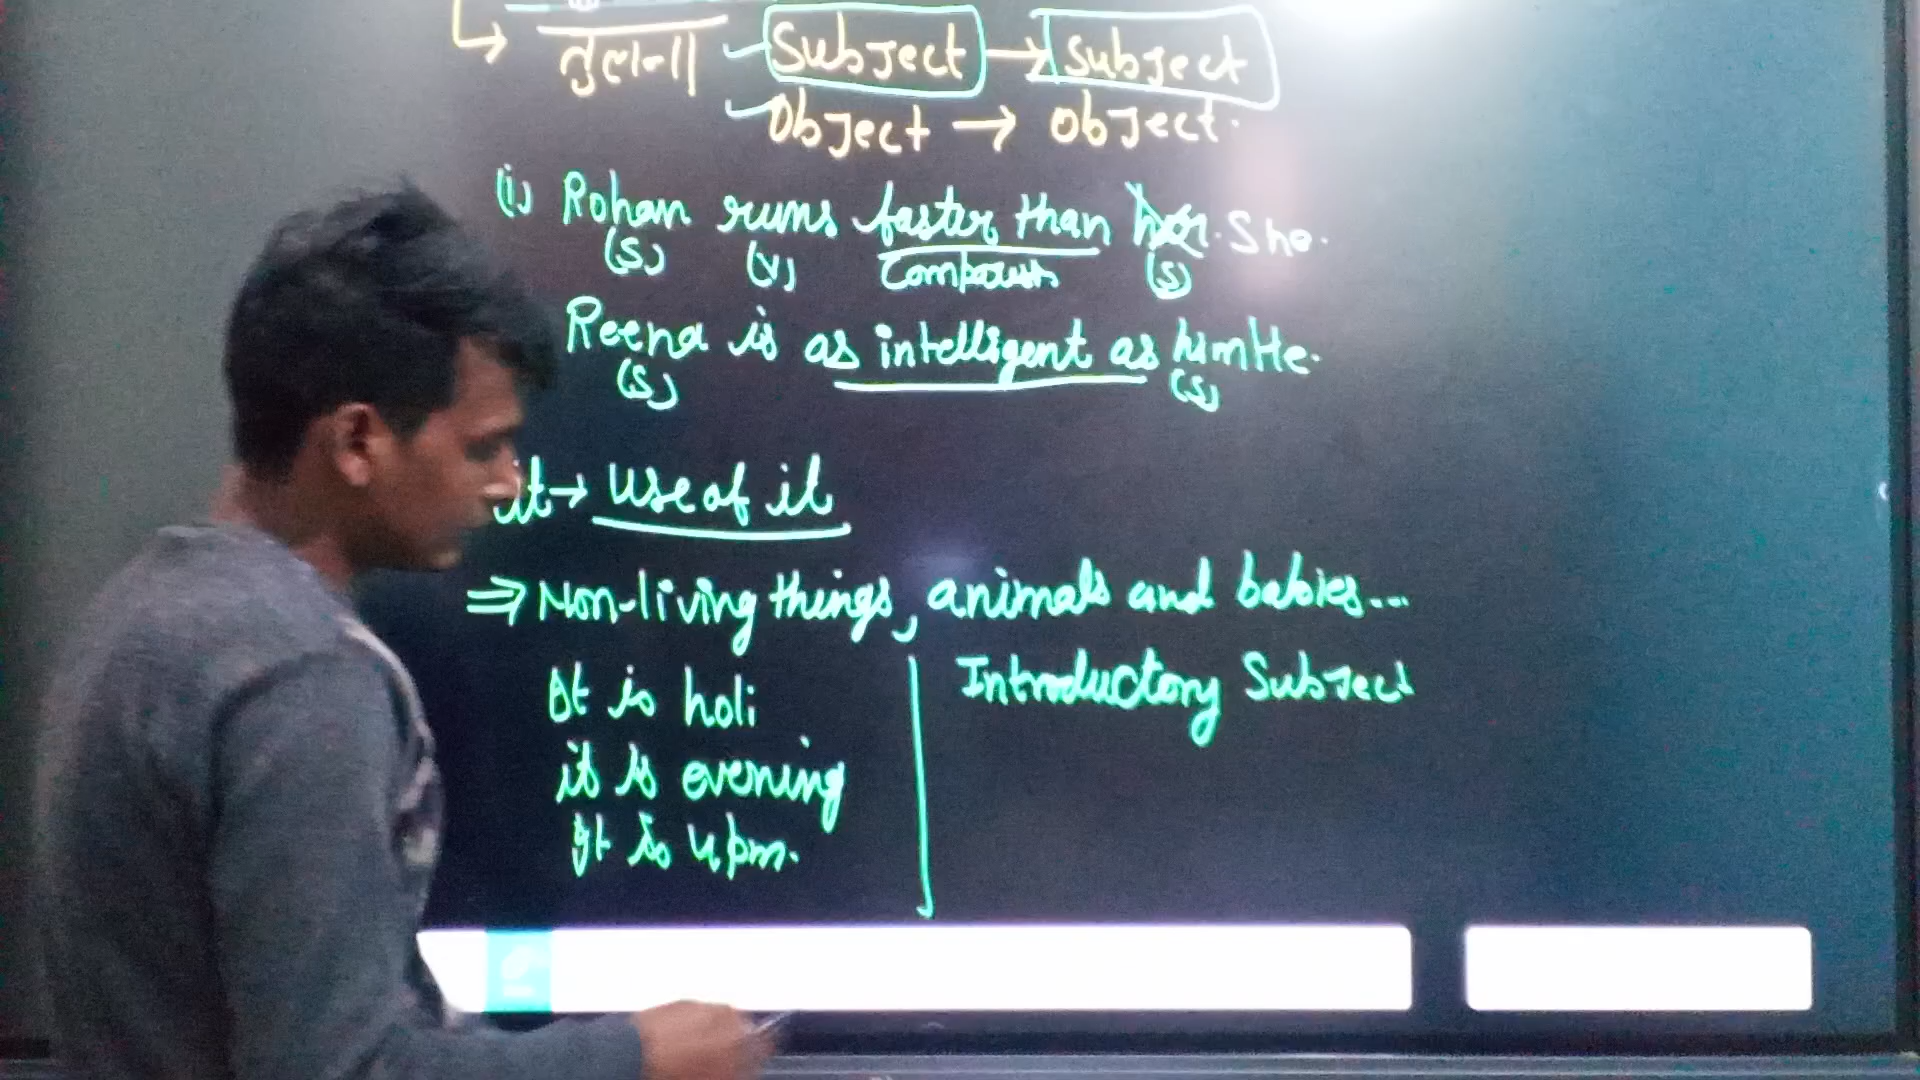 तुलना Subject → Subject
Object → Object.
(i) Rohan runs faster than her. She.
(S) (V) Comparison (S)
Reena is as intelligent as him He.
(S) (S)
it → Use of it
⇒ Non-living things, animals and babies...
It is holi
Introductory Subject
it is evening
It is 4 pm.